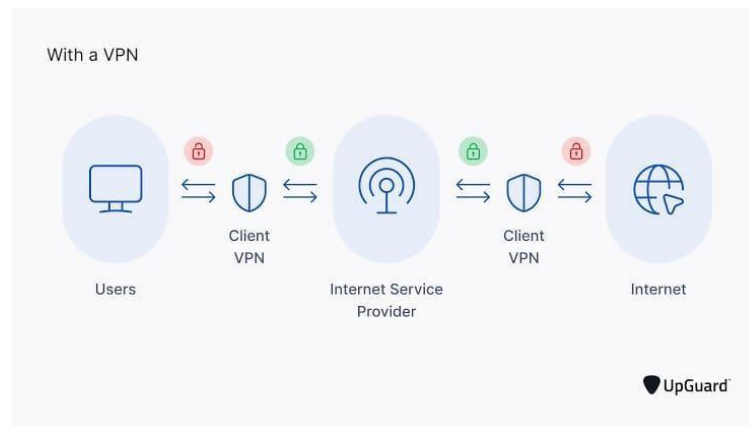 With a VPN
Client
VPN
Client
VPN
Users
Internet Service
Provider
Internet
UpGuard